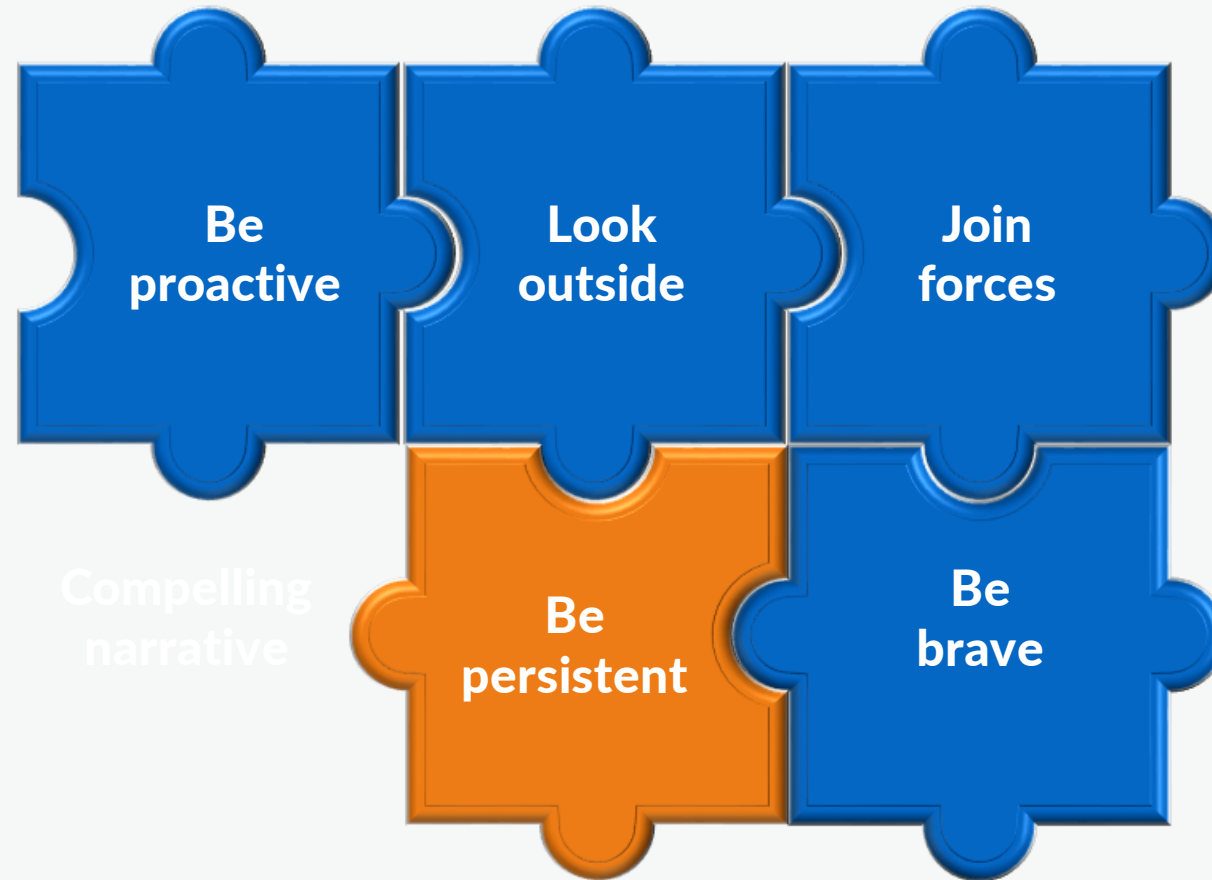 Be
proactive
Look
outside
Join
forces
Compelling
narrative
Be
persistent
Be
brave